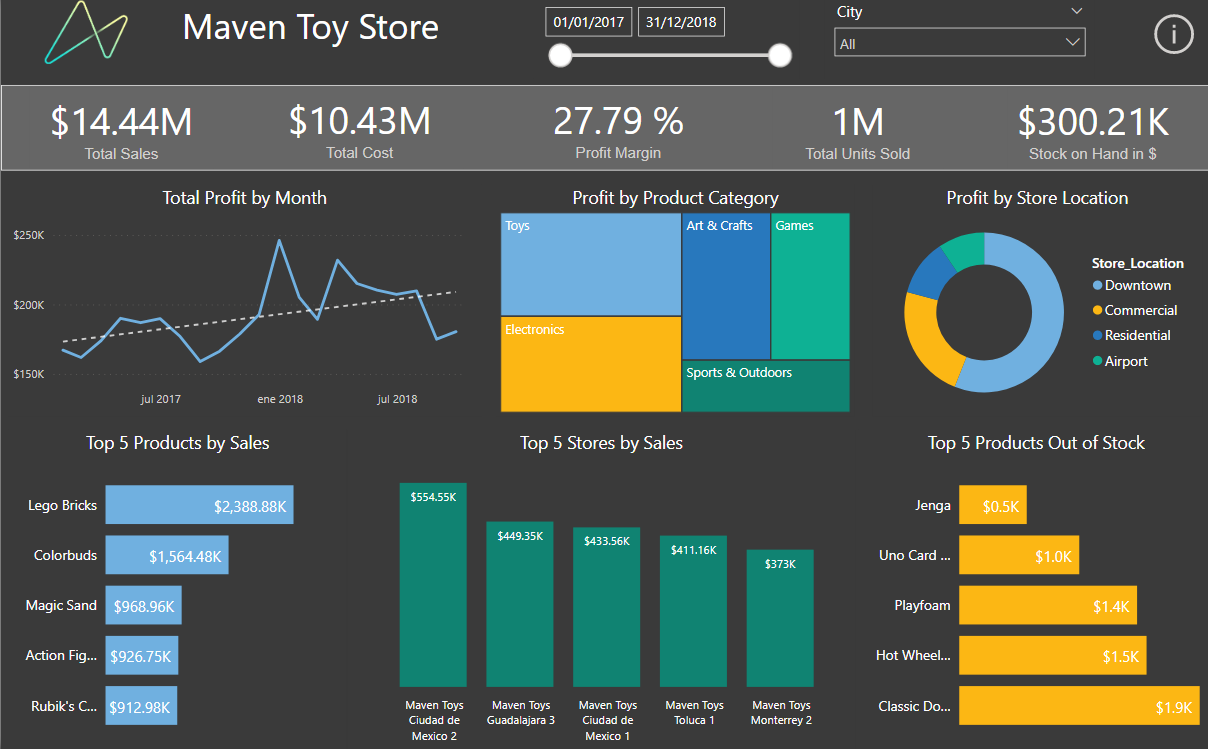 Maven Toy Store
01/01/2017
31/12/2018
City
All
i
$14.44M
Total Sales
$10.43M
Total Cost
27.79 %
Profit Margin
1M
Total Units Sold
$300.21K
Stock on Hand in $
Total Profit by Month
$250K
$200K
$150K
jul 2017
ene 2018
jul 2018
Profit by Product Category
Toys
Art & Crafts
Games
Electronics
Sports & Outdoors
Profit by Store Location
Store_Location
Downtown
Commercial
Residential
Airport
Top 5 Products by Sales
Lego Bricks
$2,388.88K
Colorbuds
$1,564.48K
Magic Sand
$968.96K
Action Fig...
$926.75K
Rubik's C...
$912.98K
Top 5 Stores by Sales
$554.55K
$449.35K
$433.56K
$411.16K
$373K
Maven Toys
Ciudad de
Mexico 2
Maven Toys
Guadalajara 3
Maven Toys
Ciudad de
Mexico 1
Maven Toys
Toluca 1
Maven Toys
Monterrey 2
Top 5 Products Out of Stock
Jenga
$0.5K
Uno Card ...
$1.0K
Playfoam
$1.4K
Hot Wheel...
$1.5K
Classic Do...
$1.9K